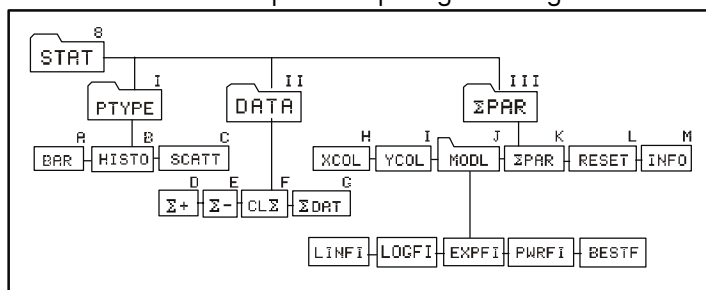 8
STAT
I II III
PTYPE DATA ΣPAR
A B C H I J K L M
BAR HISTO SCATT XCOL YCOL MODL ΣPAR RESET INFO
D E F G
Σ+ Σ- CLΣ ΣDAT
LINFI LOGFI EXPFI PWRFI BESTF